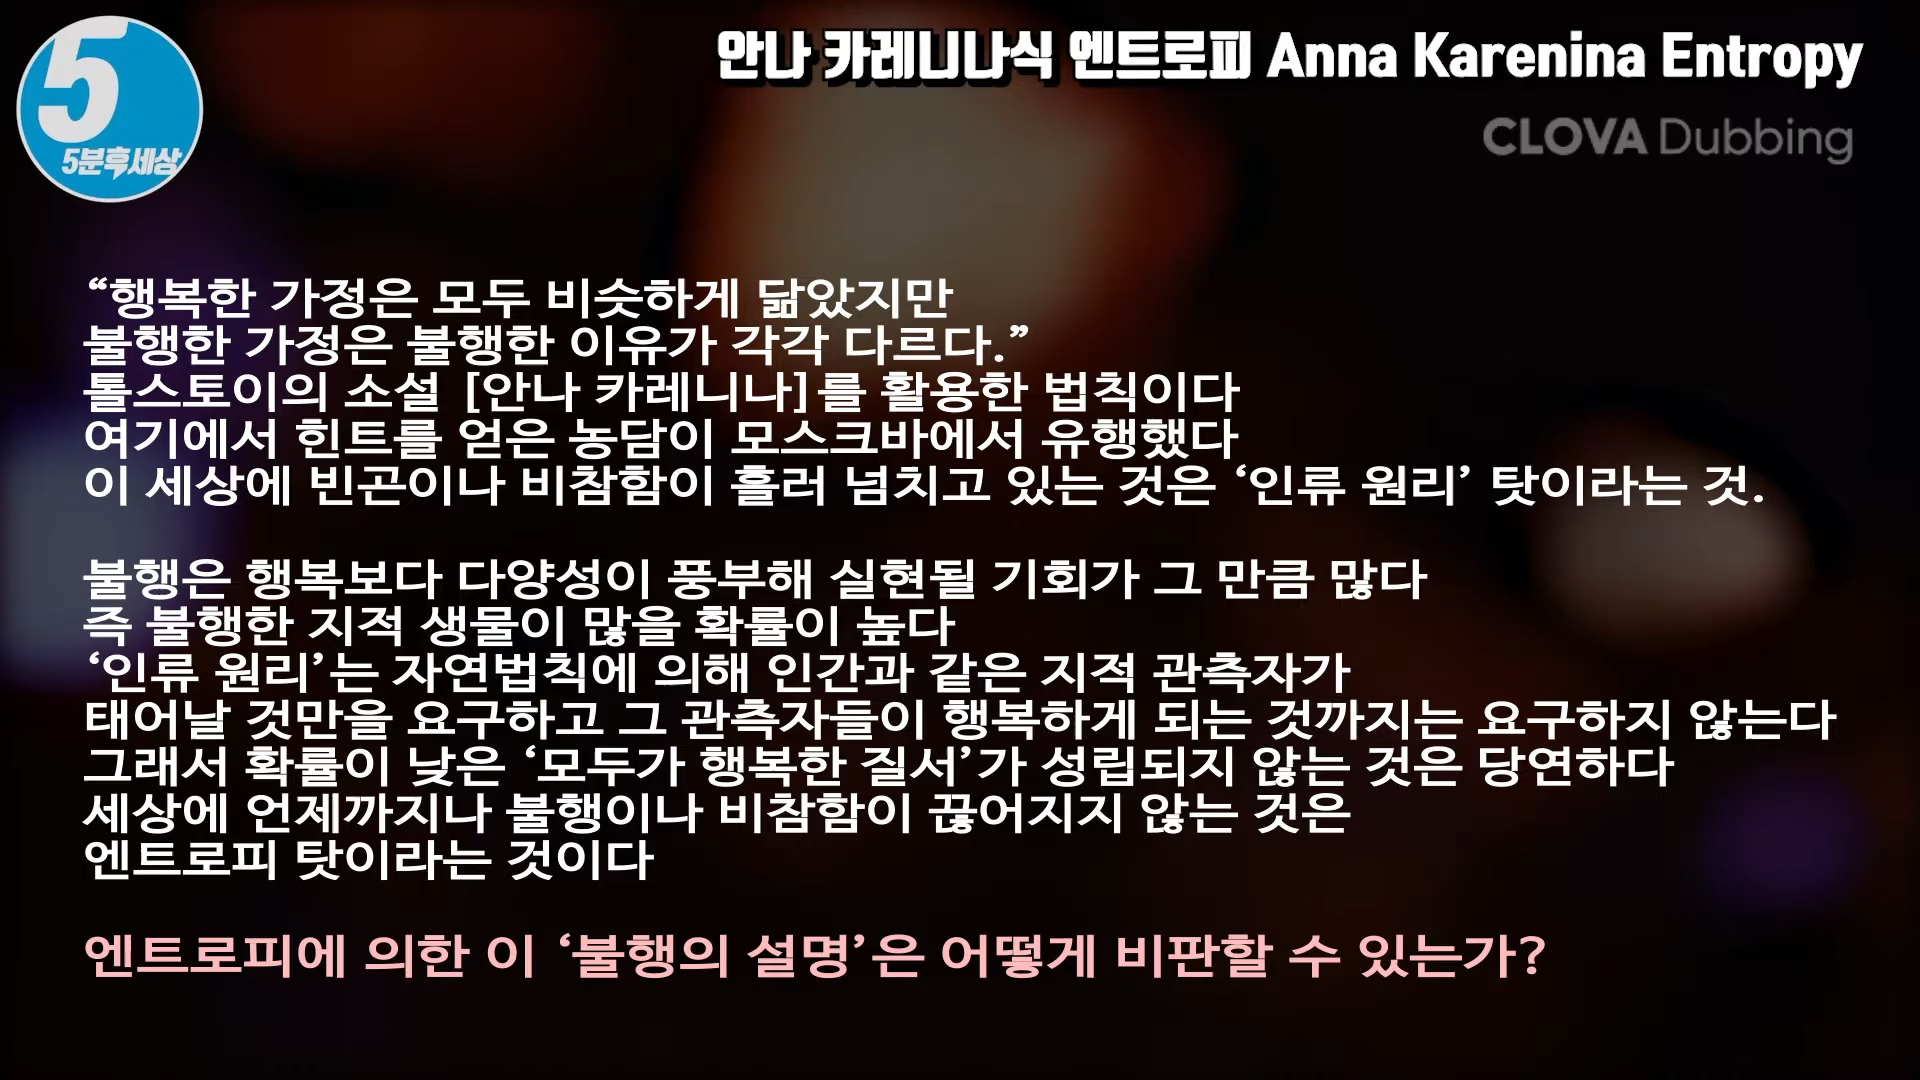 5
5분후세상
안나 카레니나식 엔트로피 Anna Karenina Entropy
CLOVA Dubbing
“행복한 가정은 모두 비슷하게 닮았지만
불행한 가정은 불행한 이유가 각각 다르다.”
톨스토이의 소설 [안나 카레니나]를 활용한 법칙이다
여기에서 힌트를 얻은 농담이 모스크바에서 유행했다
이 세상에 빈곤이나 비참함이 흘러 넘치고 있는 것은 ‘인류 원리’ 탓이라는 것.
불행은 행복보다 다양성이 풍부해 실현될 기회가 그 만큼 많다
즉 불행한 지적 생물이 많을 확률이 높다
‘인류 원리’는 자연법칙에 의해 인간과 같은 지적 관측자가
태어날 것만을 요구하고 그 관측자들이 행복하게 되는 것까지는 요구하지 않는다
그래서 확률이 낮은 ‘모두가 행복한 질서’가 성립되지 않는 것은 당연하다
세상에 언제까지나 불행이나 비참함이 끊어지지 않는 것은
엔트로피 탓이라는 것이다
엔트로피에 의한 이 ‘불행의 설명’은 어떻게 비판할 수 있는가?